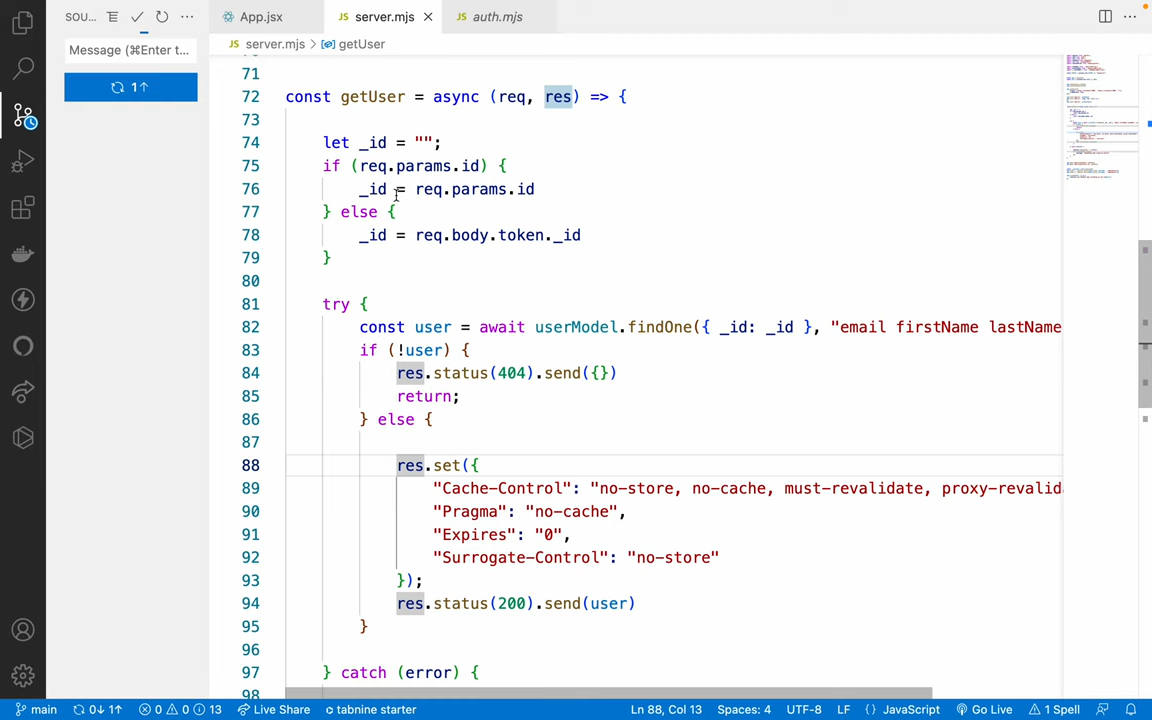 SOU...
App.jsx
JS server.mjs
JS auth.mjs
Message (⌘Enter t...
JS server.mjs > getUser
1↑
71
72 const getUser = async (req, res) => {
73
74 let _id = "";
75 if (req.params.id) {
76 _id = req.params.id
77 } else {
78 _id = req.body.token._id
79 }
80
81 try {
82 const user = await userModel.findOne({ _id: _id }, "email firstName lastName
83 if (!user) {
84 res.status(404).send({})
85 return;
86 } else {
87
88 res.set({
89 "Cache-Control": "no-store, no-cache, must-revalidate, proxy-revalid
90 "Pragma": "no-cache",
91 "Expires": "0",
92 "Surrogate-Control": "no-store"
93 });
94 res.status(200).send(user)
95 }
96
97 } catch (error) {
98
main 0↓ 1↑ 0 0 13 Live Share tabnine starter Ln 88, Col 13 Spaces: 4 UTF-8 LF {} JavaScript Go Live 1 Spell